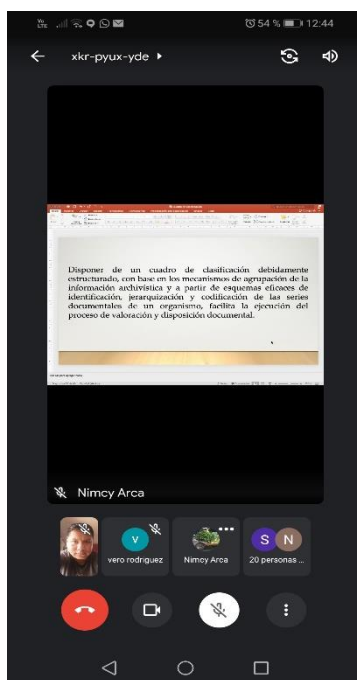 Vo
LTE
54 %
12:44
xkr-pyux-yde
Disponer de un cuadro de clasificación debidamente
estructurado, con base en los mecanismos de agrupación de la
información archivística y a partir de esquemas eficaces de
identificación, jerarquización y codificación de las series
documentales de un organismo, facilita la ejecución del
proceso de valoración y disposición documental.
Nimcy Arca
V
vero rodriguez
Nimcy Arca
S
N
20 personas ...